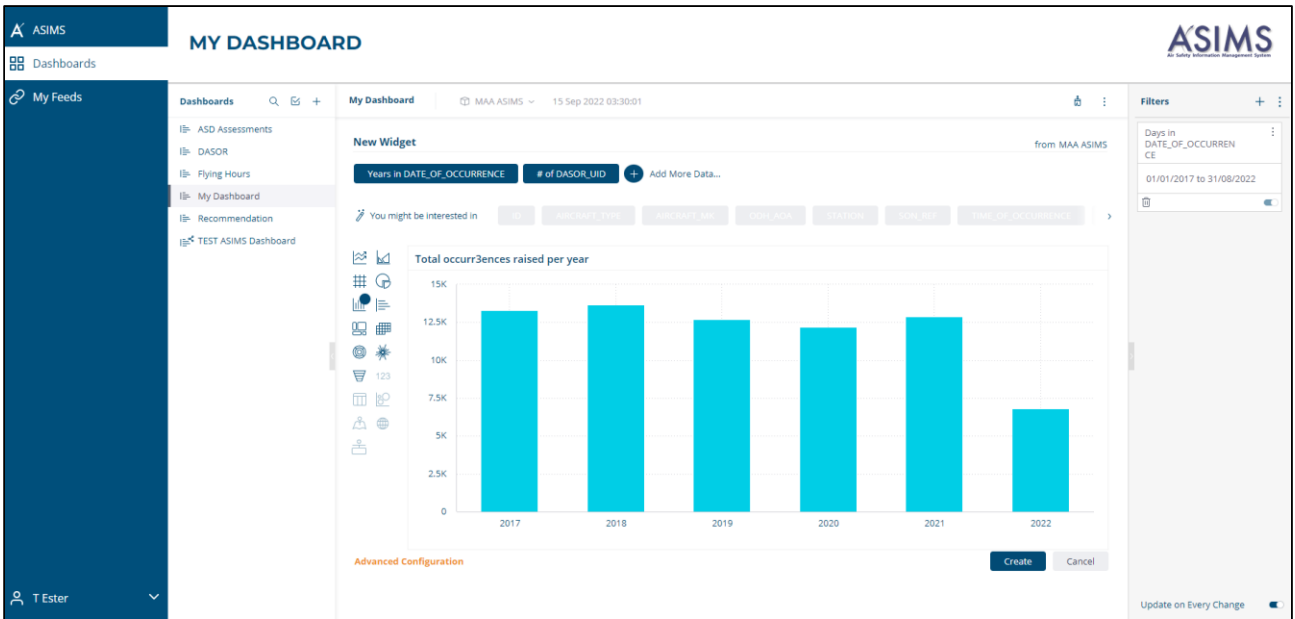 ASIMS
Dashboards
My Feeds
T Ester
MY DASHBOARD
ASIMS
Air Safety Information Management System
Dashboards
ASD Assessments
DASOR
Flying Hours
My Dashboard
Recommendation
TEST ASIMS Dashboard
My Dashboard
MAA ASIMS
15 Sep 2022 03:30:01
New Widget
from MAA ASIMS
Years in DATE_OF_OCCURRENCE
# of DASOR_UID
Add More Data...
You might be interested in
ID
AIRCRAFT_TYPE
AIRCRAFT_MK
STATION
TIME_OF_OCCURRENCE
123
Total occurr3ences raised per year
15K
12.5K
10K
7.5K
5K
2.5K
0
2017 2018 2019 2020 2021 2022
Advanced Configuration
Create
Cancel
Filters
Days in
DATE_OF_OCCURREN
CE
01/01/2017 to 31/08/2022
Update on Every Change